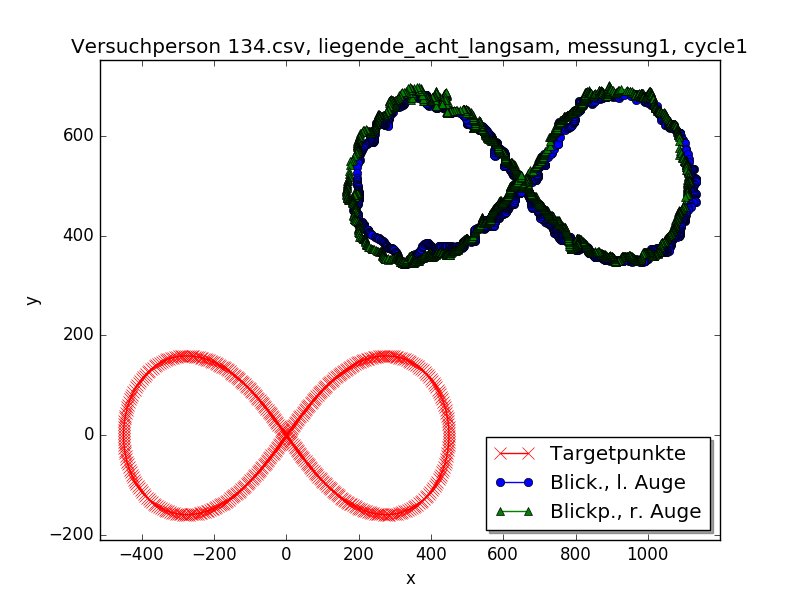 Versuchperson 134.csv, liegende_acht_langsam, messung1, cycle1
600
400
200
0
−200
y
−400 −200 0 200 400 600 800 1000
x
Targetpunkte
Blick., l. Auge
Blickp., r. Auge